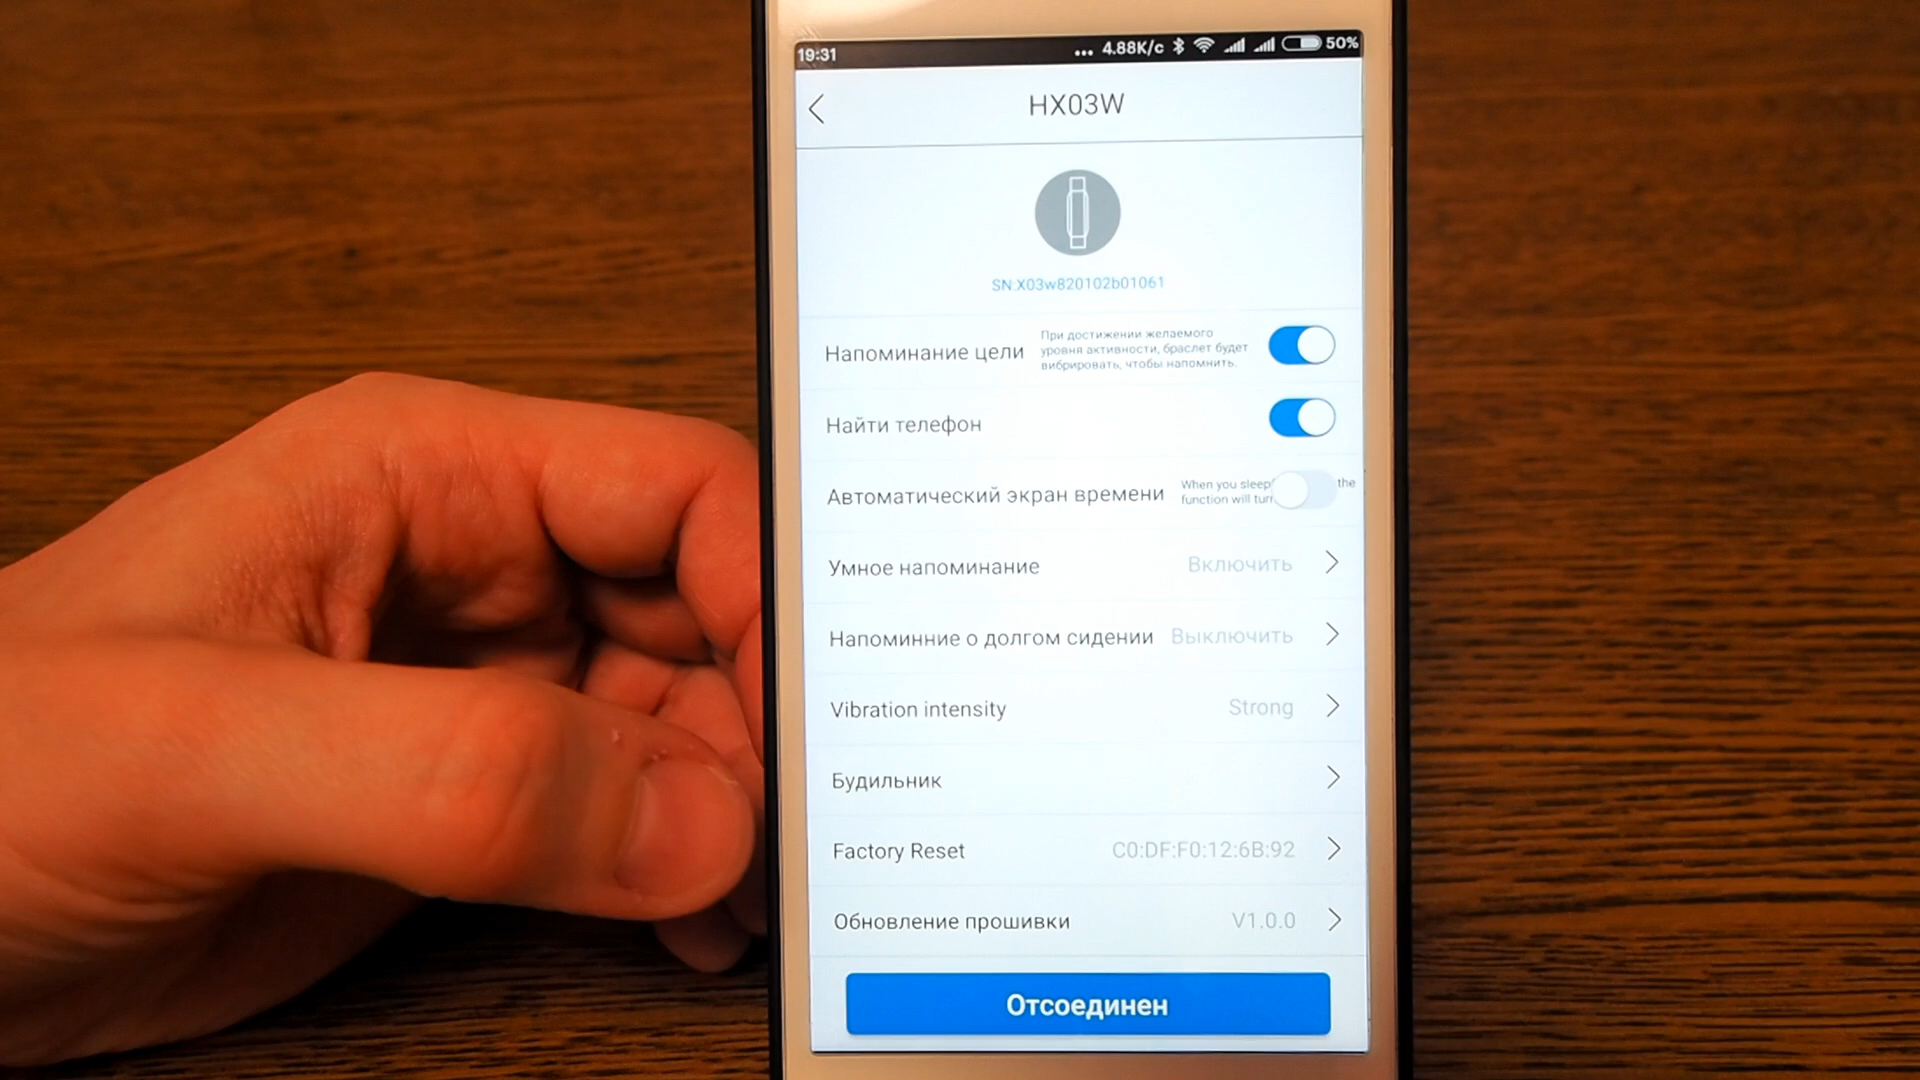 19:31 ... 4.88K/c 50%
HX03W
SN.X03w820102b01061
Напоминание цели
При достижении желаемого
уровня активности, браслет будет
вибрировать, чтобы напомнить.
Найти телефон
Автоматический экран времени
When you sleep the
function will turn
Умное напоминание Включить
Напоминние о долгом сидении Выключить
Vibration intensity Strong
Будильник
Factory Reset C0:DF:F0:12:6B:92
Обновление прошивки V1.0.0
Отсоединен